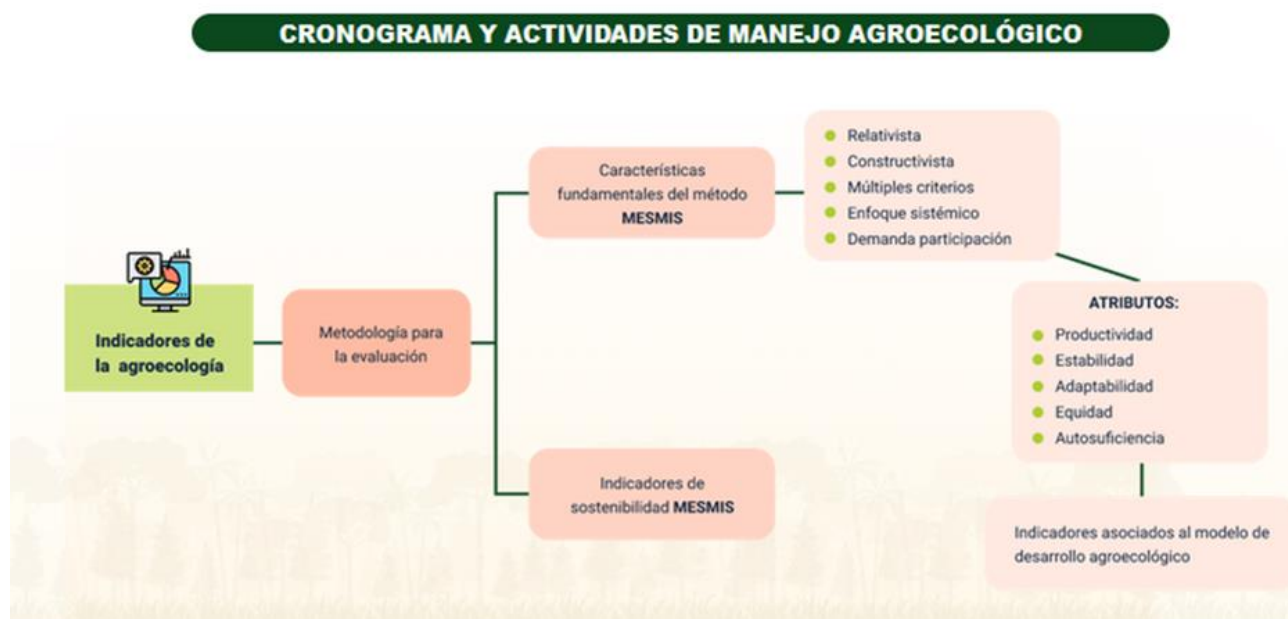 CRONOGRAMA Y ACTIVIDADES DE MANEJO AGROECOLÓGICO
Indicadores de
la agroecología
Metodología para
la evaluación
Características
fundamentales del método
MESMIS
Relativista
Constructivista
Múltiples criterios
Enfoque sistémico
Demanda participación
ATRIBUTOS:
Productividad
Estabilidad
Adaptabilidad
Equidad
Autosuficiencia
Indicadores asociados al modelo de
desarrollo agroecológico
Indicadores de
sostenibilidad MESMIS